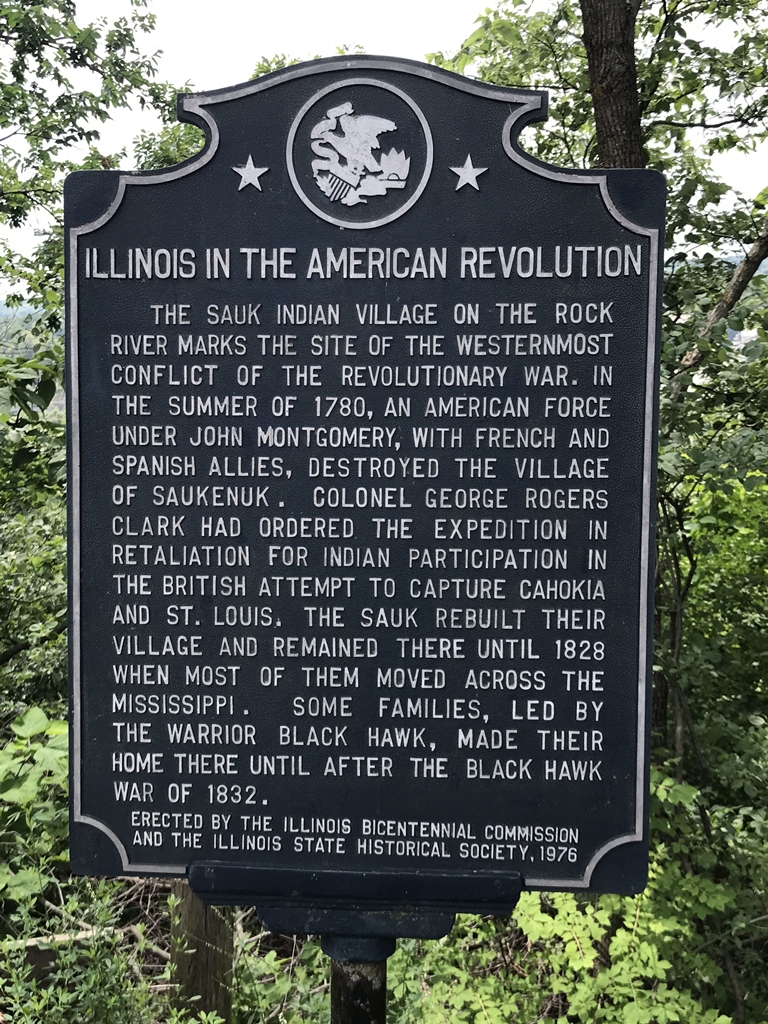 ILLINOIS IN THE AMERICAN REVOLUTION
THE SAUK INDIAN VILLAGE ON THE ROCK
RIVER MARKS THE SITE OF THE WESTERNMOST
CONFLICT OF THE REVOLUTIONARY WAR. IN
THE SUMMER OF 1780, AN AMERICAN FORCE
UNDER JOHN MONTGOMERY, WITH FRENCH AND
SPANISH ALLIES, DESTROYED THE VILLAGE
OF SAUKENUK. COLONEL GEORGE ROGERS
CLARK HAD ORDERED THE EXPEDITION IN
RETALIATION FOR INDIAN PARTICIPATION IN
THE BRITISH ATTEMPT TO CAPTURE CAHOKIA
AND ST. LOUIS. THE SAUK REBUILT THEIR
VILLAGE AND REMAINED THERE UNTIL 1828
WHEN MOST OF THEM MOVED ACROSS THE
MISSISSIPPI. SOME FAMILIES, LED BY
THE WARRIOR BLACK HAWK, MADE THEIR
HOME THERE UNTIL AFTER THE BLACK HAWK
WAR OF 1832.
ERECTED BY THE ILLINOIS BICENTENNIAL COMMISSION
AND THE ILLINOIS STATE HISTORICAL SOCIETY, 1976